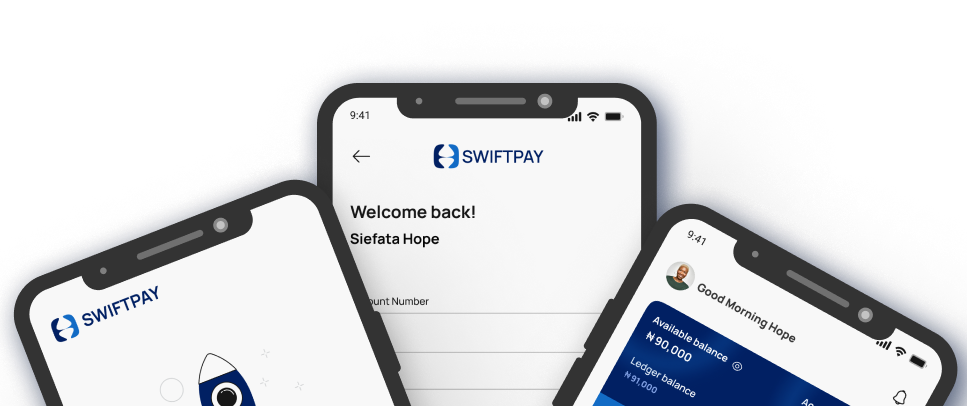 9:41
SWIFTPAY
Welcome back!
Siefata Hope
ount Number
SWIFTPAY
9:41
Good Morning Hope
Available balance
₦ 90,000
Ledger balance
₦ 91,000
Ac